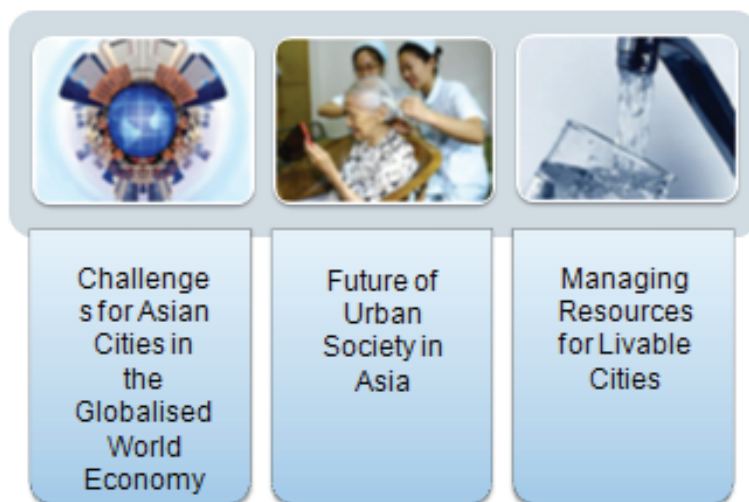 Challenge
s for Asian
Cities in
the
Globalised
World
Economy
Future of
Urban
Society in
Asia
Managing
Resources
for Livable
Cities